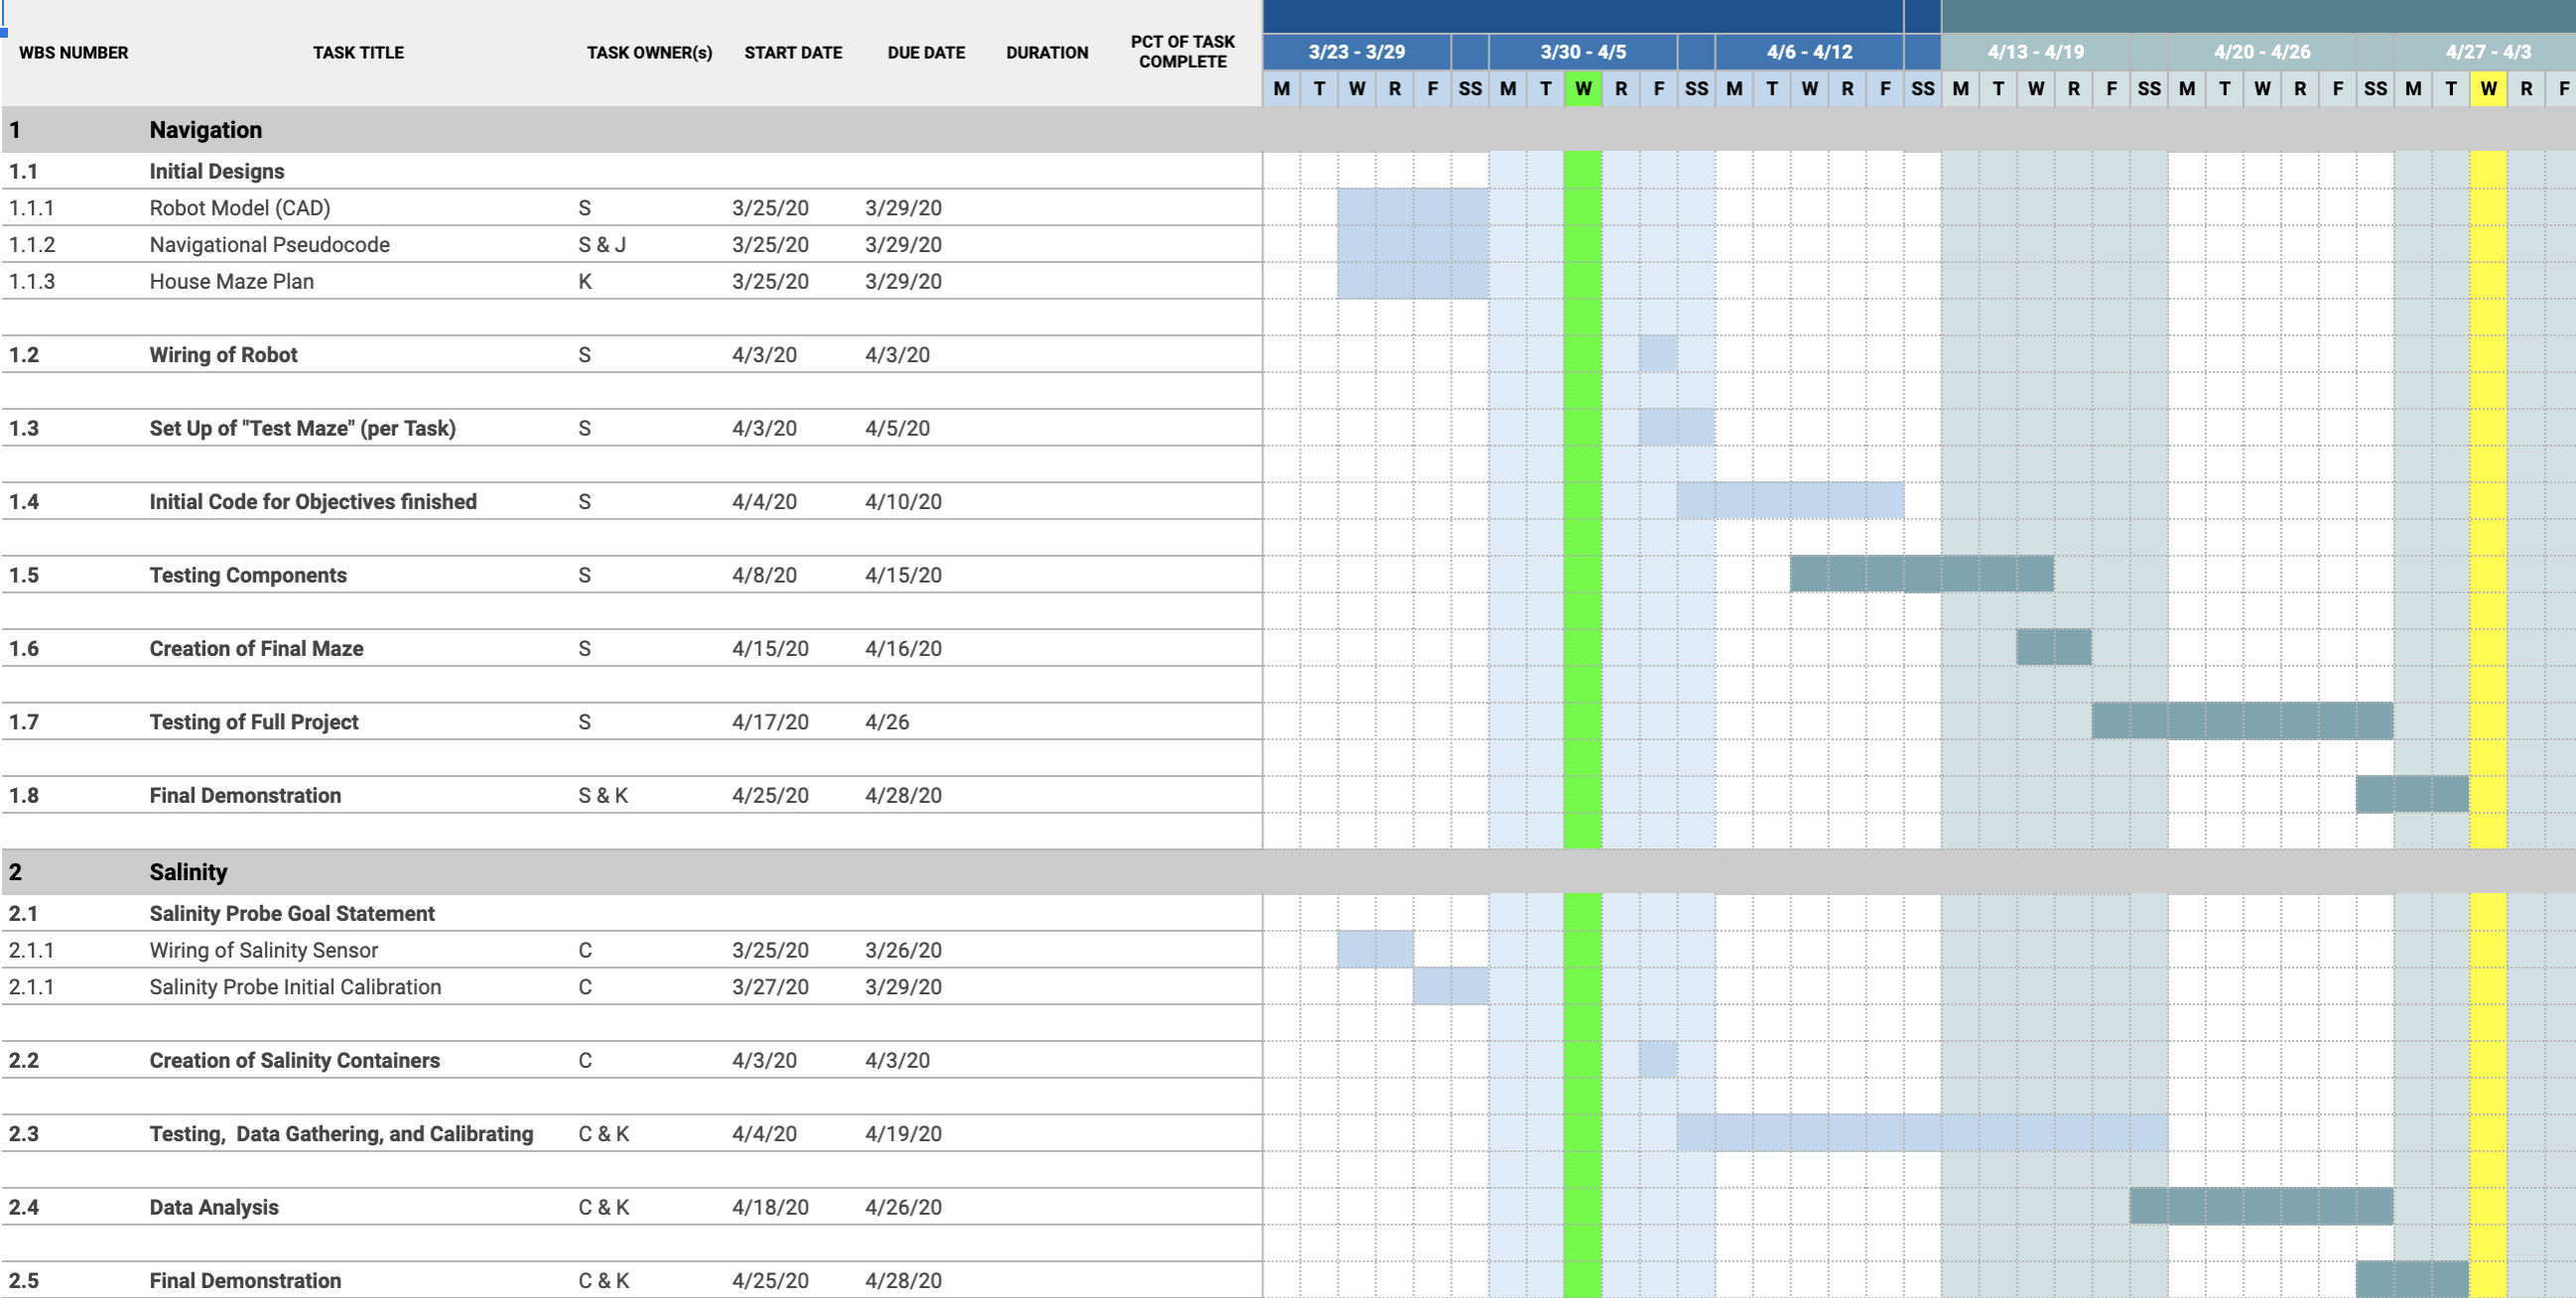 WBS NUMBER TASK TITLE TASK OWNER(s) START DATE DUE DATE DURATION PCT OF TASK COMPLETE 3/23 - 3/29 3/30 - 4/5 4/6 - 4/12 4/13 - 4/19 4/20 - 4/26 4/27 - 4/3
M T W R F SS M T W R F SS M T W R F SS M T W R F SS M T W R F SS M T W R F
1 Navigation
1.1 Initial Designs
1.1.1 Robot Model (CAD) S 3/25/20 3/29/20
1.1.2 Navigational Pseudocode S & J 3/25/20 3/29/20
1.1.3 House Maze Plan K 3/25/20 3/29/20
1.2 Wiring of Robot S 4/3/20 4/3/20
1.3 Set Up of "Test Maze" (per Task) S 4/3/20 4/5/20
1.4 Initial Code for Objectives finished S 4/4/20 4/10/20
1.5 Testing Components S 4/8/20 4/15/20
1.6 Creation of Final Maze S 4/15/20 4/16/20
1.7 Testing of Full Project S 4/17/20 4/26
1.8 Final Demonstration S & K 4/25/20 4/28/20
2 Salinity
2.1 Salinity Probe Goal Statement
2.1.1 Wiring of Salinity Sensor C 3/25/20 3/26/20
2.1.1 Salinity Probe Initial Calibration C 3/27/20 3/29/20
2.2 Creation of Salinity Containers C 4/3/20 4/3/20
2.3 Testing, Data Gathering, and Calibrating C & K 4/4/20 4/19/20
2.4 Data Analysis C & K 4/18/20 4/26/20
2.5 Final Demonstration C & K 4/25/20 4/28/20